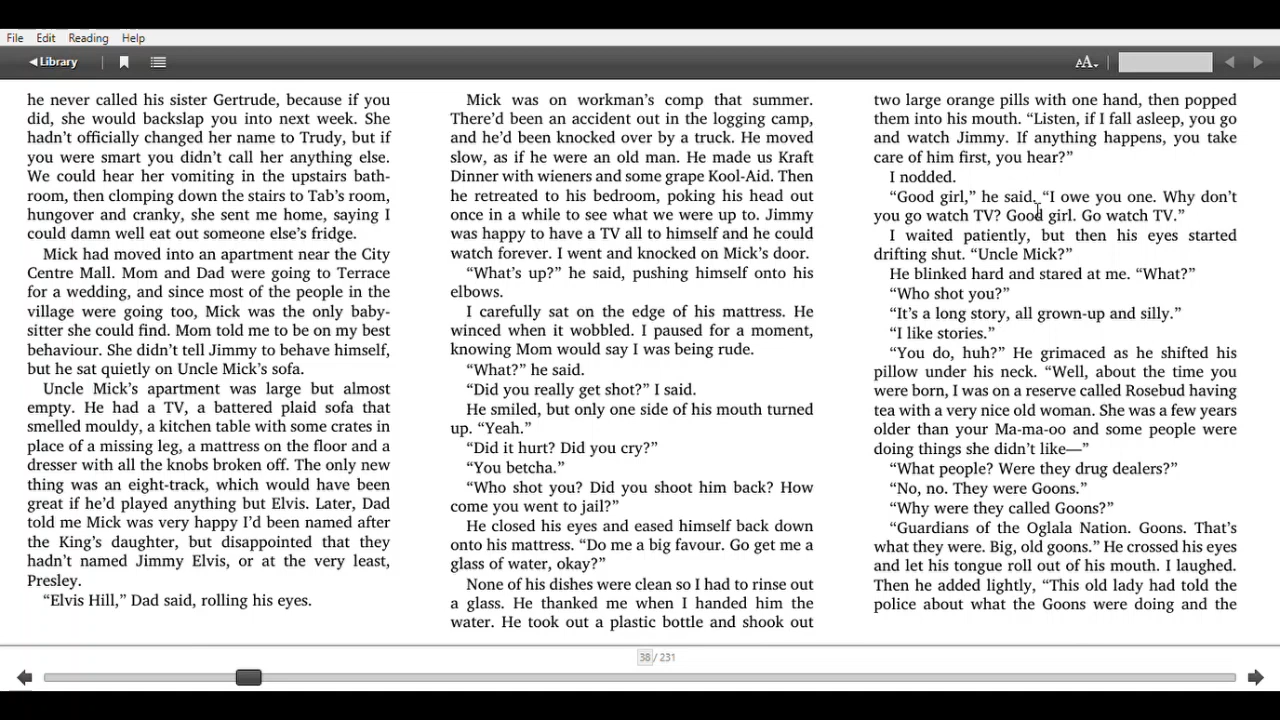 File Edit Reading Help
Library AA
he never called his sister Gertrude, because if you
did, she would backslap you into next week. She
hadn't officially changed her name to Trudy, but if
you were smart you didn't call her anything else.
We could hear her vomiting in the upstairs bath-
room, then clomping down the stairs to Tab's room,
hungover and cranky, she sent me home, saying I
could damn well eat out someone else's fridge.
Mick had moved into an apartment near the City
Centre Mall. Mom and Dad were going to Terrace
for a wedding, and since most of the people in the
village were going too, Mick was the only baby-
sitter she could find. Mom told me to be on my best
behaviour. She didn't tell Jimmy to behave himself,
but he sat quietly on Uncle Mick's sofa.
Uncle Mick's apartment was large but almost
empty. He had a TV, a battered plaid sofa that
smelled mouldy, a kitchen table with some crates in
place of a missing leg, a mattress on the floor and a
dresser with all the knobs broken off. The only new
thing was an eight-track, which would have been
great if he'd played anything but Elvis. Later, Dad
told me Mick was very happy I'd been named after
the King's daughter, but disappointed that they
hadn't named Jimmy Elvis, or at the very least,
Presley.
“Elvis Hill,” Dad said, rolling his eyes.
Mick was on workman's comp that summer.
There'd been an accident out in the logging camp,
and he'd been knocked over by a truck. He moved
slow, as if he were an old man. He made us Kraft
Dinner with wieners and some grape Kool-Aid. Then
he retreated to his bedroom, poking his head out
once in a while to see what we were up to. Jimmy
was happy to have a TV all to himself and he could
watch forever. I went and knocked on Mick's door.
“What's up?” he said, pushing himself onto his
elbows.
I carefully sat on the edge of his mattress. He
winced when it wobbled. I paused for a moment,
knowing Mom would say I was being rude.
“What?” he said.
“Did you really get shot?” I said.
He smiled, but only one side of his mouth turned
up. “Yeah.”
“Did it hurt? Did you cry?”
“You betcha.”
“Who shot you? Did you shoot him back? How
come you went to jail?”
He closed his eyes and eased himself back down
onto his mattress. “Do me a big favour. Go get me a
glass of water, okay?”
None of his dishes were clean so I had to rinse out
a glass. He thanked me when I handed him the
water. He took out a plastic bottle and shook out
two large orange pills with one hand, then popped
them into his mouth. “Listen, if I fall asleep, you go
and watch Jimmy. If anything happens, you take
care of him first, you hear?”
I nodded.
“Good girl,” he said. “I owe you one. Why don't
you go watch TV? Good girl. Go watch TV.”
I waited patiently, but then his eyes started
drifting shut. “Uncle Mick?”
He blinked hard and stared at me. “What?”
“Who shot you?”
“It's a long story, all grown-up and silly.”
“I like stories.”
“You do, huh?” He grimaced as he shifted his
pillow under his neck. “Well, about the time you
were born, I was on a reserve called Rosebud having
tea with a very nice old woman. She was a few years
older than your Ma-ma-oo and some people were
doing things she didn't like—”
“What people? Were they drug dealers?”
“No, no. They were Goons.”
“Why were they called Goons?”
“Guardians of the Oglala Nation. Goons. That's
what they were. Big, old goons.” He crossed his eyes
and let his tongue roll out of his mouth. I laughed.
Then he added lightly, “This old lady had told the
police about what the Goons were doing and the
38 / 231